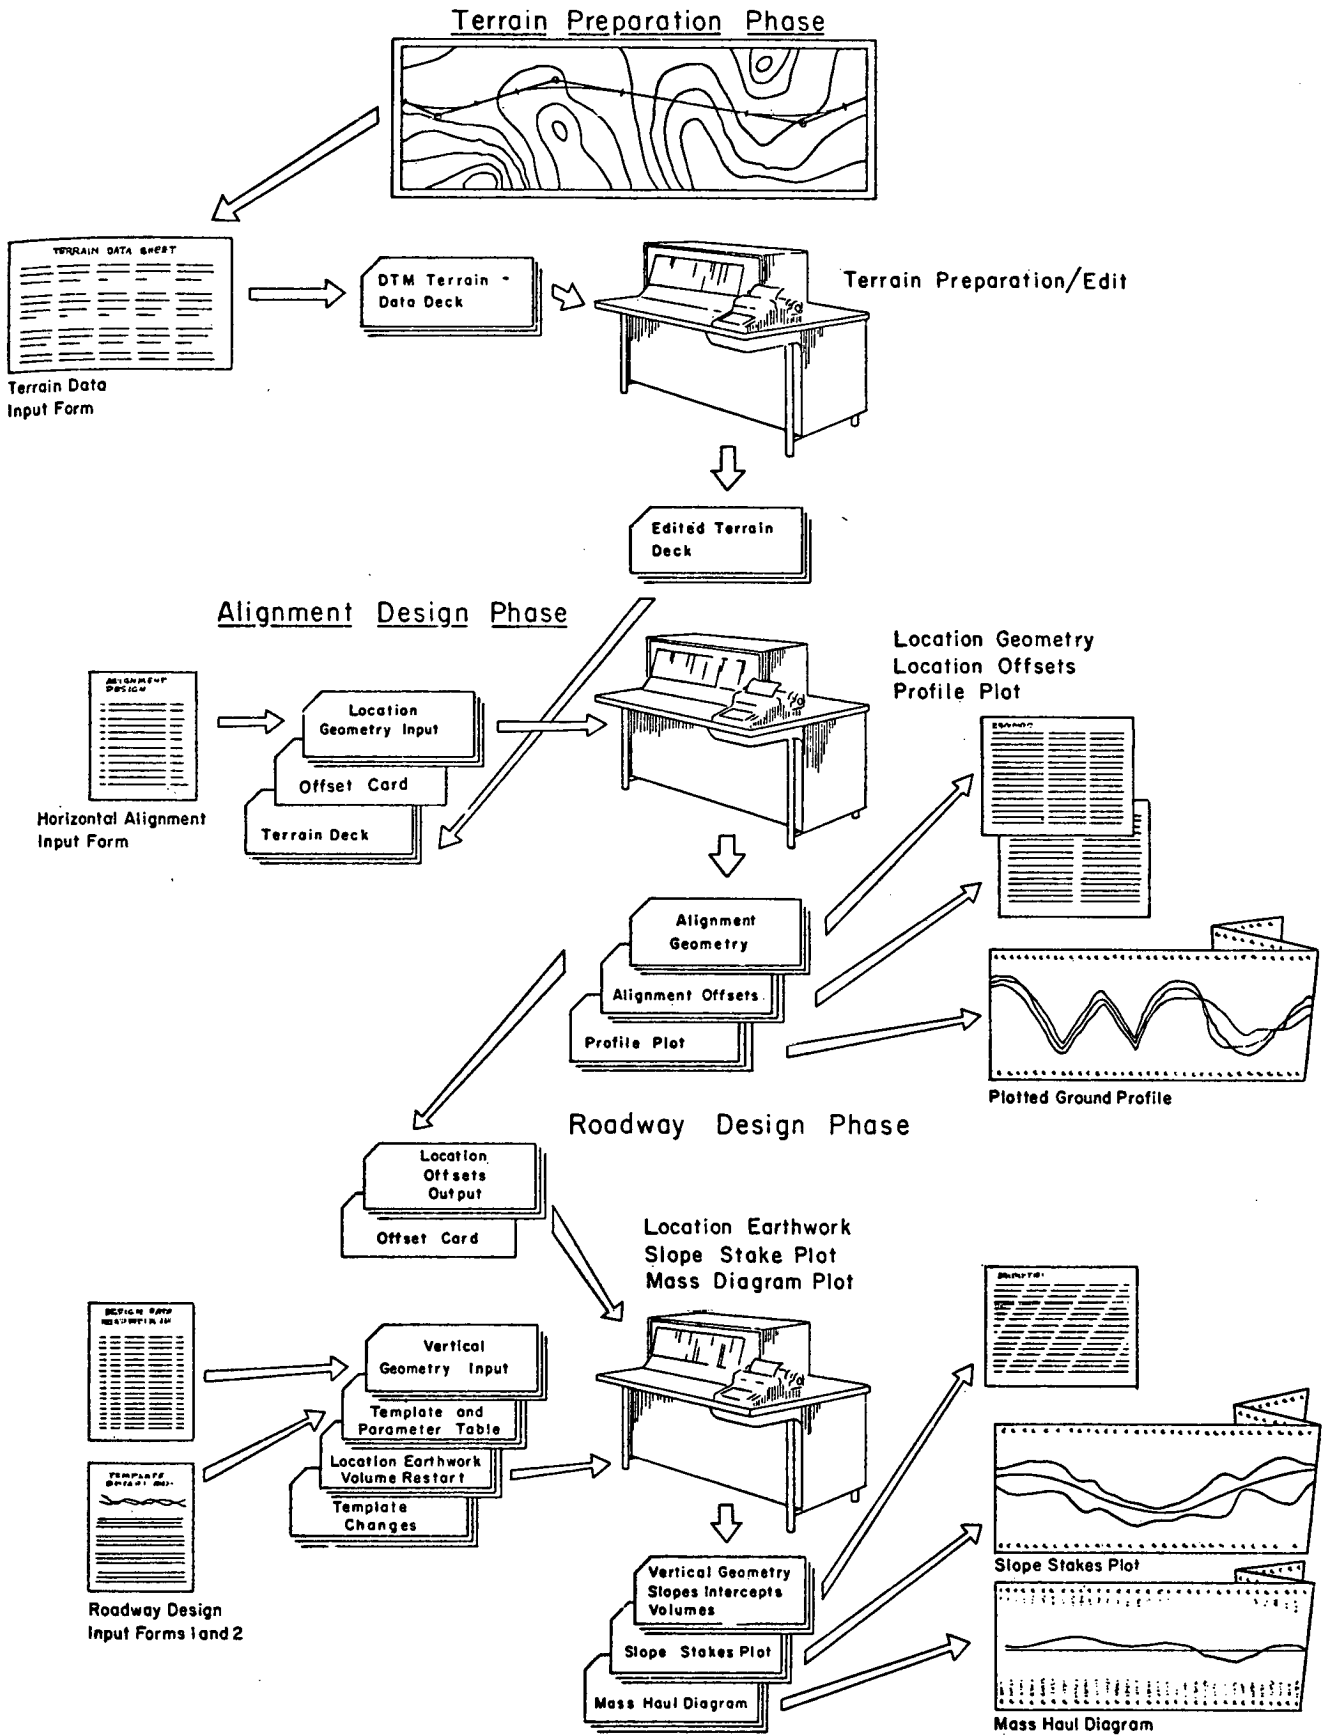 Terrain Preparation Phase
TERRAIN DATA SHEET
Terrain Data
Input Form
DTM Terrain -
Data Deck
Terrain Preparation/Edit
Edited Terrain
Deck
Alignment Design Phase
ALIGNMENT
DESIGN
Horizontal Alignment
Input Form
Location
Geometry Input
Offset Card
Terrain Deck
Location Geometry
Location Offsets
Profile Plot
Alignment
Geometry
Alignment Offsets
Profile Plot
Plotted Ground Profile
Roadway Design Phase
Location
Offsets
Output
Offset Card
Location Earthwork
Slope Stake Plot
Mass Diagram Plot
DESIGN DATA
Vertical
Geometry Input
Template and
Parameter Table
Location Earthwork
Volume Restart
Template
Changes
TEMPLATE
Roadway Design
Input Forms 1 and 2
Vertical Geometry
Slopes Intercepts
Volumes
Slope Stakes Plot
Mass Haul Diagram
Slope Stakes Plot
Mass Haul Diagram